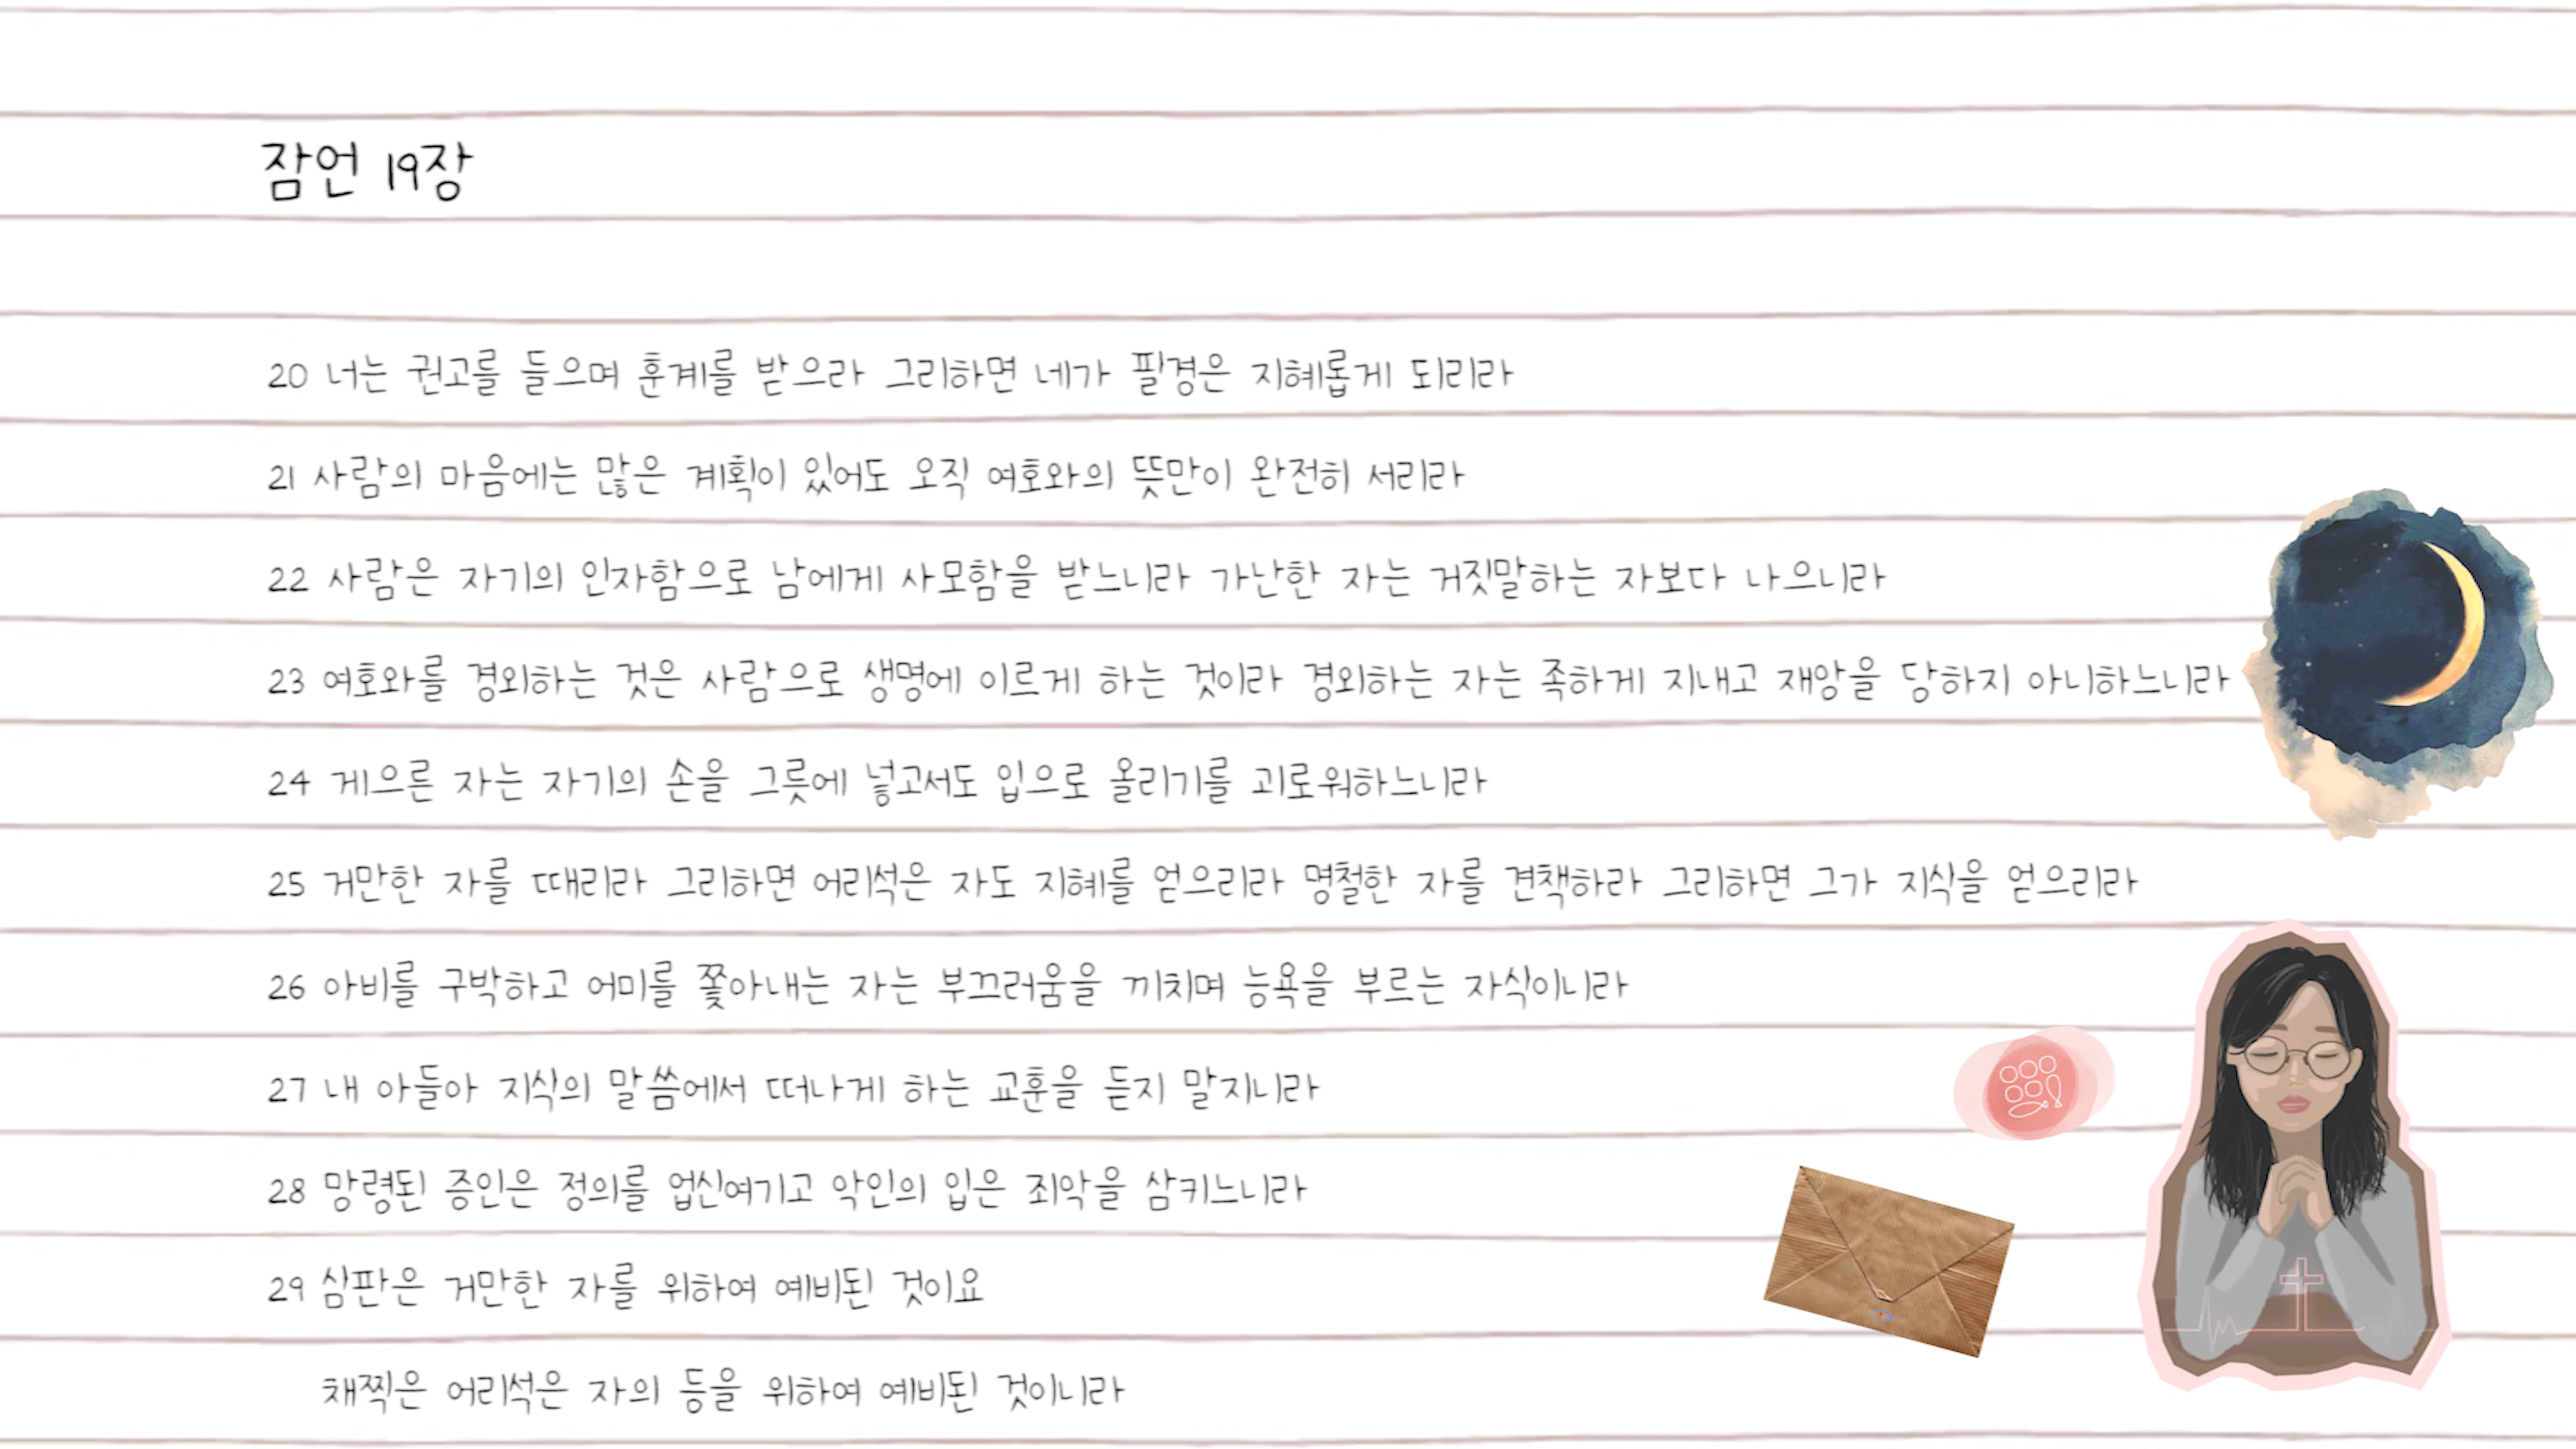 잠언 19장
20 너는 권고를 들으며 훈계를 받으라 그리하면 네가 필경은 지혜롭게 되리라
21 사람의 마음에는 많은 계획이 있어도 오직 여호와의 뜻만이 완전히 서리라
22 사람은 자기의 인자함으로 남에게 사모함을 받느니라 가난한 자는 거짓말하는 자보다 나으니라
23 여호와를 경외하는 것은 사람으로 생명에 이르게 하는 것이라 경외하는 자는 족하게 지내고 재앙을 당하지 아니하느니라
24 게으른 자는 자기의 손을 그릇에 넣고서도 입으로 올리기를 괴로워하느니라
25 거만한 자를 때리라 그리하면 어리석은 자도 지혜를 얻으리라 명철한 자를 견책하라 그리하면 그가 지식을 얻으리라
26 아비를 구박하고 어미를 쫓아내는 자는 부끄러움을 끼치며 능욕을 부르는 자식이니라
27 내 아들아 지식의 말씀에서 떠나게 하는 교훈을 듣지 말지니라
28 망령된 증인은 정의를 업신여기고 악인의 입은 죄악을 삼키느니라
29 심판은 거만한 자를 위하여 예비된 것이요
채찍은 어리석은 자의 등을 위하여 예비된 것이니라